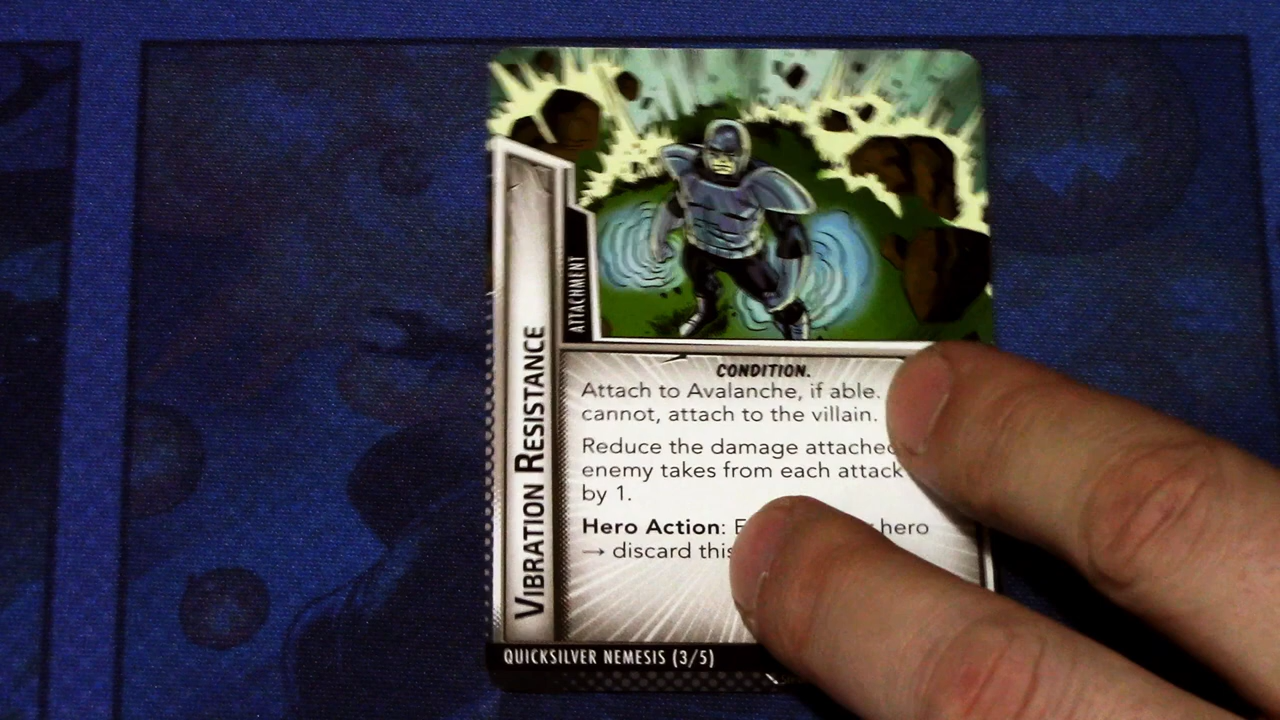 ATTACHMENT
VIBRATION RESISTANCE
CONDITION.
Attach to Avalanche, if able.
cannot, attach to the villain.
Reduce the damage attached
enemy takes from each attack
by 1.
Hero Action: hero
→ discard this
QUICKSILVER NEMESIS (3/5)